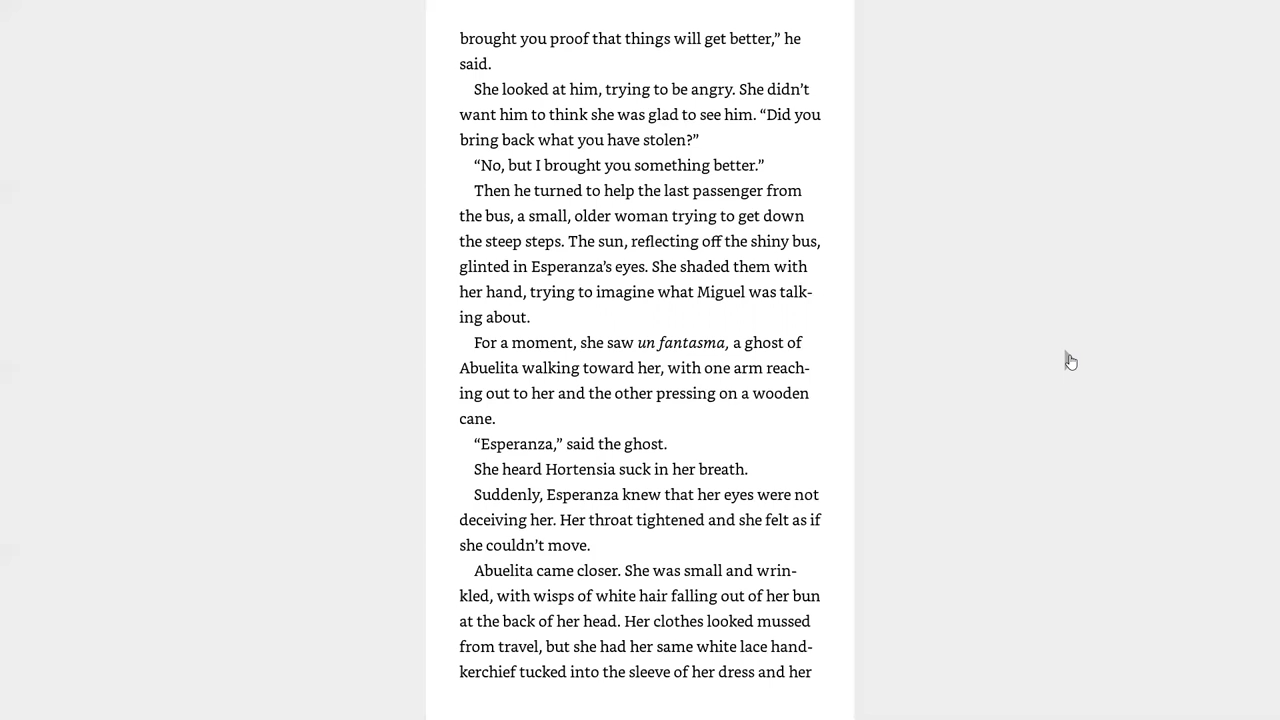 brought you proof that things will get better,” he
said.
She looked at him, trying to be angry. She didn’t
want him to think she was glad to see him. “Did you
bring back what you have stolen?”
“No, but I brought you something better.”
Then he turned to help the last passenger from
the bus, a small, older woman trying to get down
the steep steps. The sun, reflecting off the shiny bus,
glinted in Esperanza’s eyes. She shaded them with
her hand, trying to imagine what Miguel was talk-
ing about.
For a moment, she saw un fantasma, a ghost of
Abuelita walking toward her, with one arm reach-
ing out to her and the other pressing on a wooden
cane.
“Esperanza,” said the ghost.
She heard Hortensia suck in her breath.
Suddenly, Esperanza knew that her eyes were not
deceiving her. Her throat tightened and she felt as if
she couldn’t move.
Abuelita came closer. She was small and wrin-
kled, with wisps of white hair falling out of her bun
at the back of her head. Her clothes looked mussed
from travel, but she had her same white lace hand-
kerchief tucked into the sleeve of her dress and her